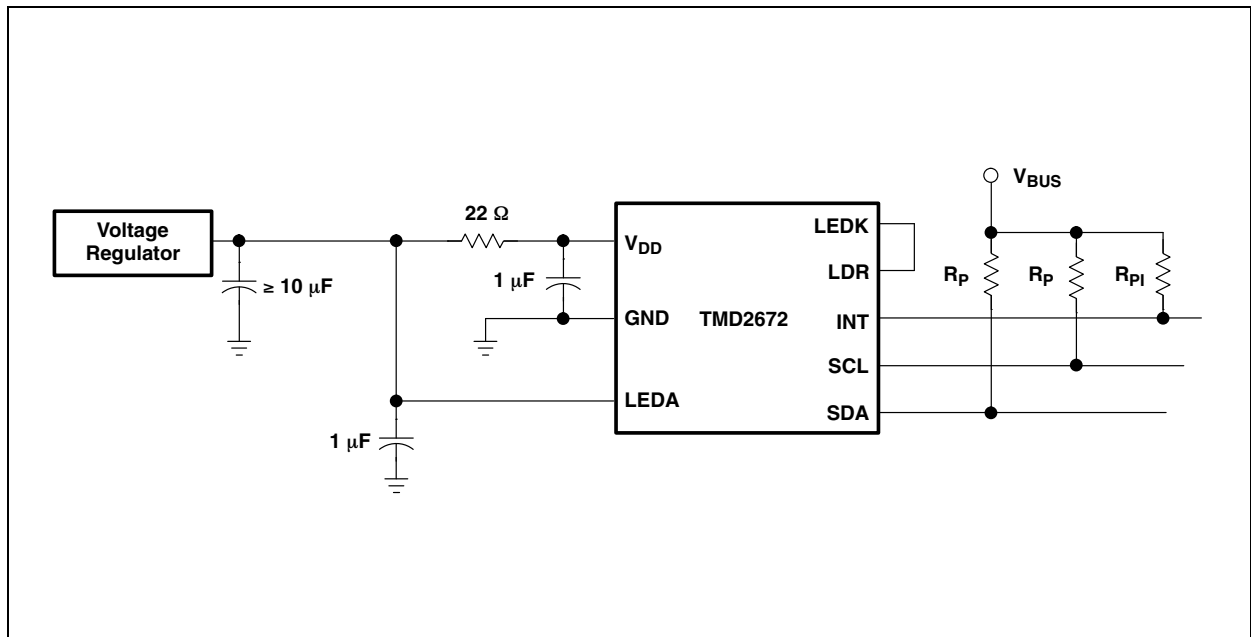 Voltage
Regulator
≥ 10 μF
22 Ω
1 μF
1 μF
V_DD
GND
LEDA
TMD2672
LEDK
LDR
INT
SCL
SDA
V_BUS
R_P
R_P
R_PI